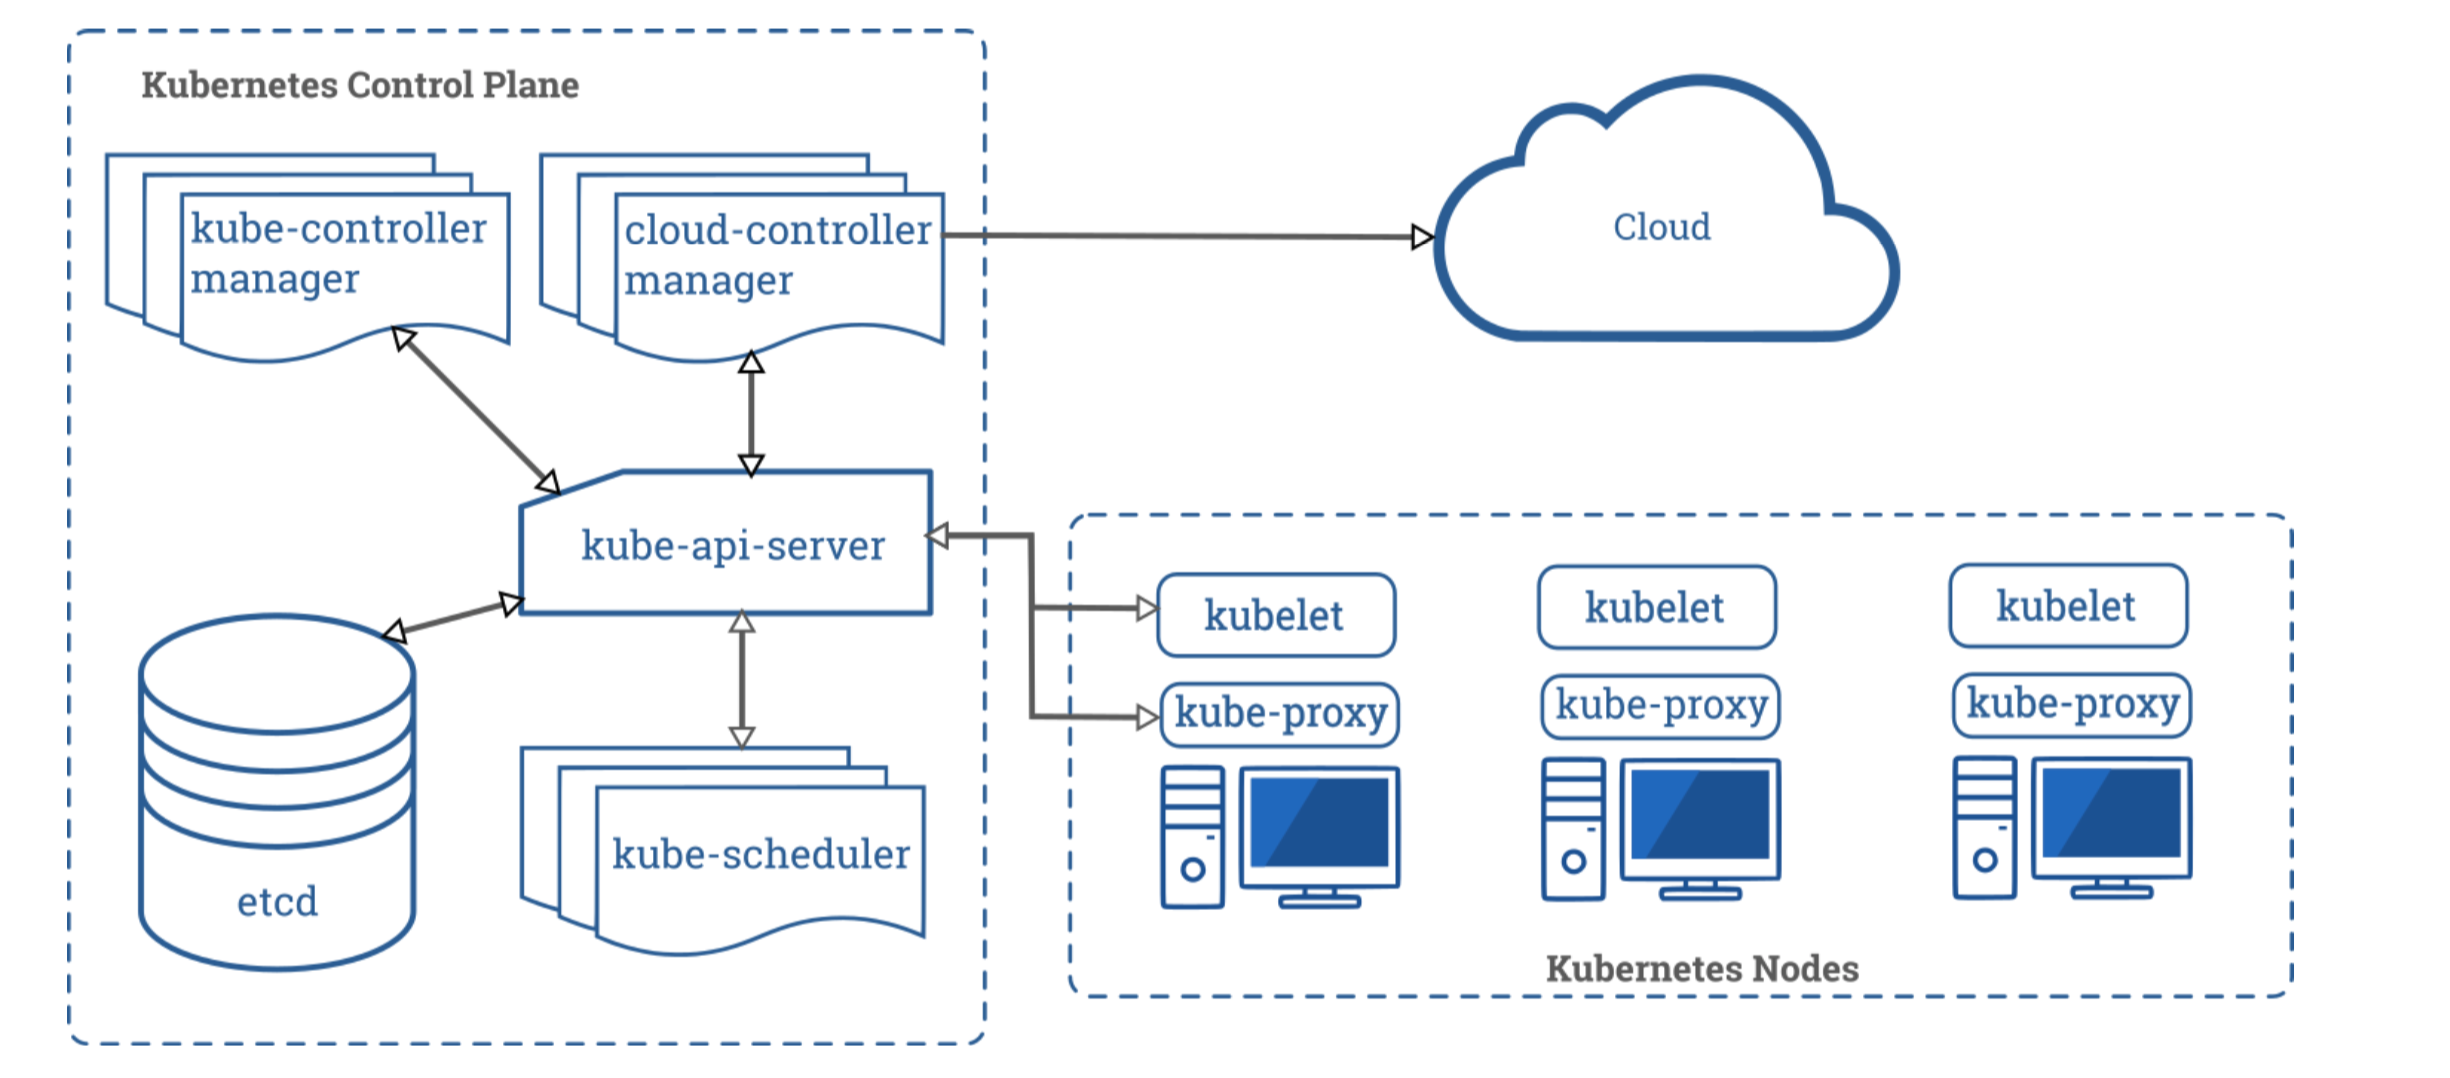 Kubernetes Control Plane
kube-controller
manager
cloud-controller
manager
Cloud
kube-api-server
kubelet
kubelet
kubelet
kube-proxy
kube-proxy
kube-proxy
etcd
kube-scheduler
Kubernetes Nodes